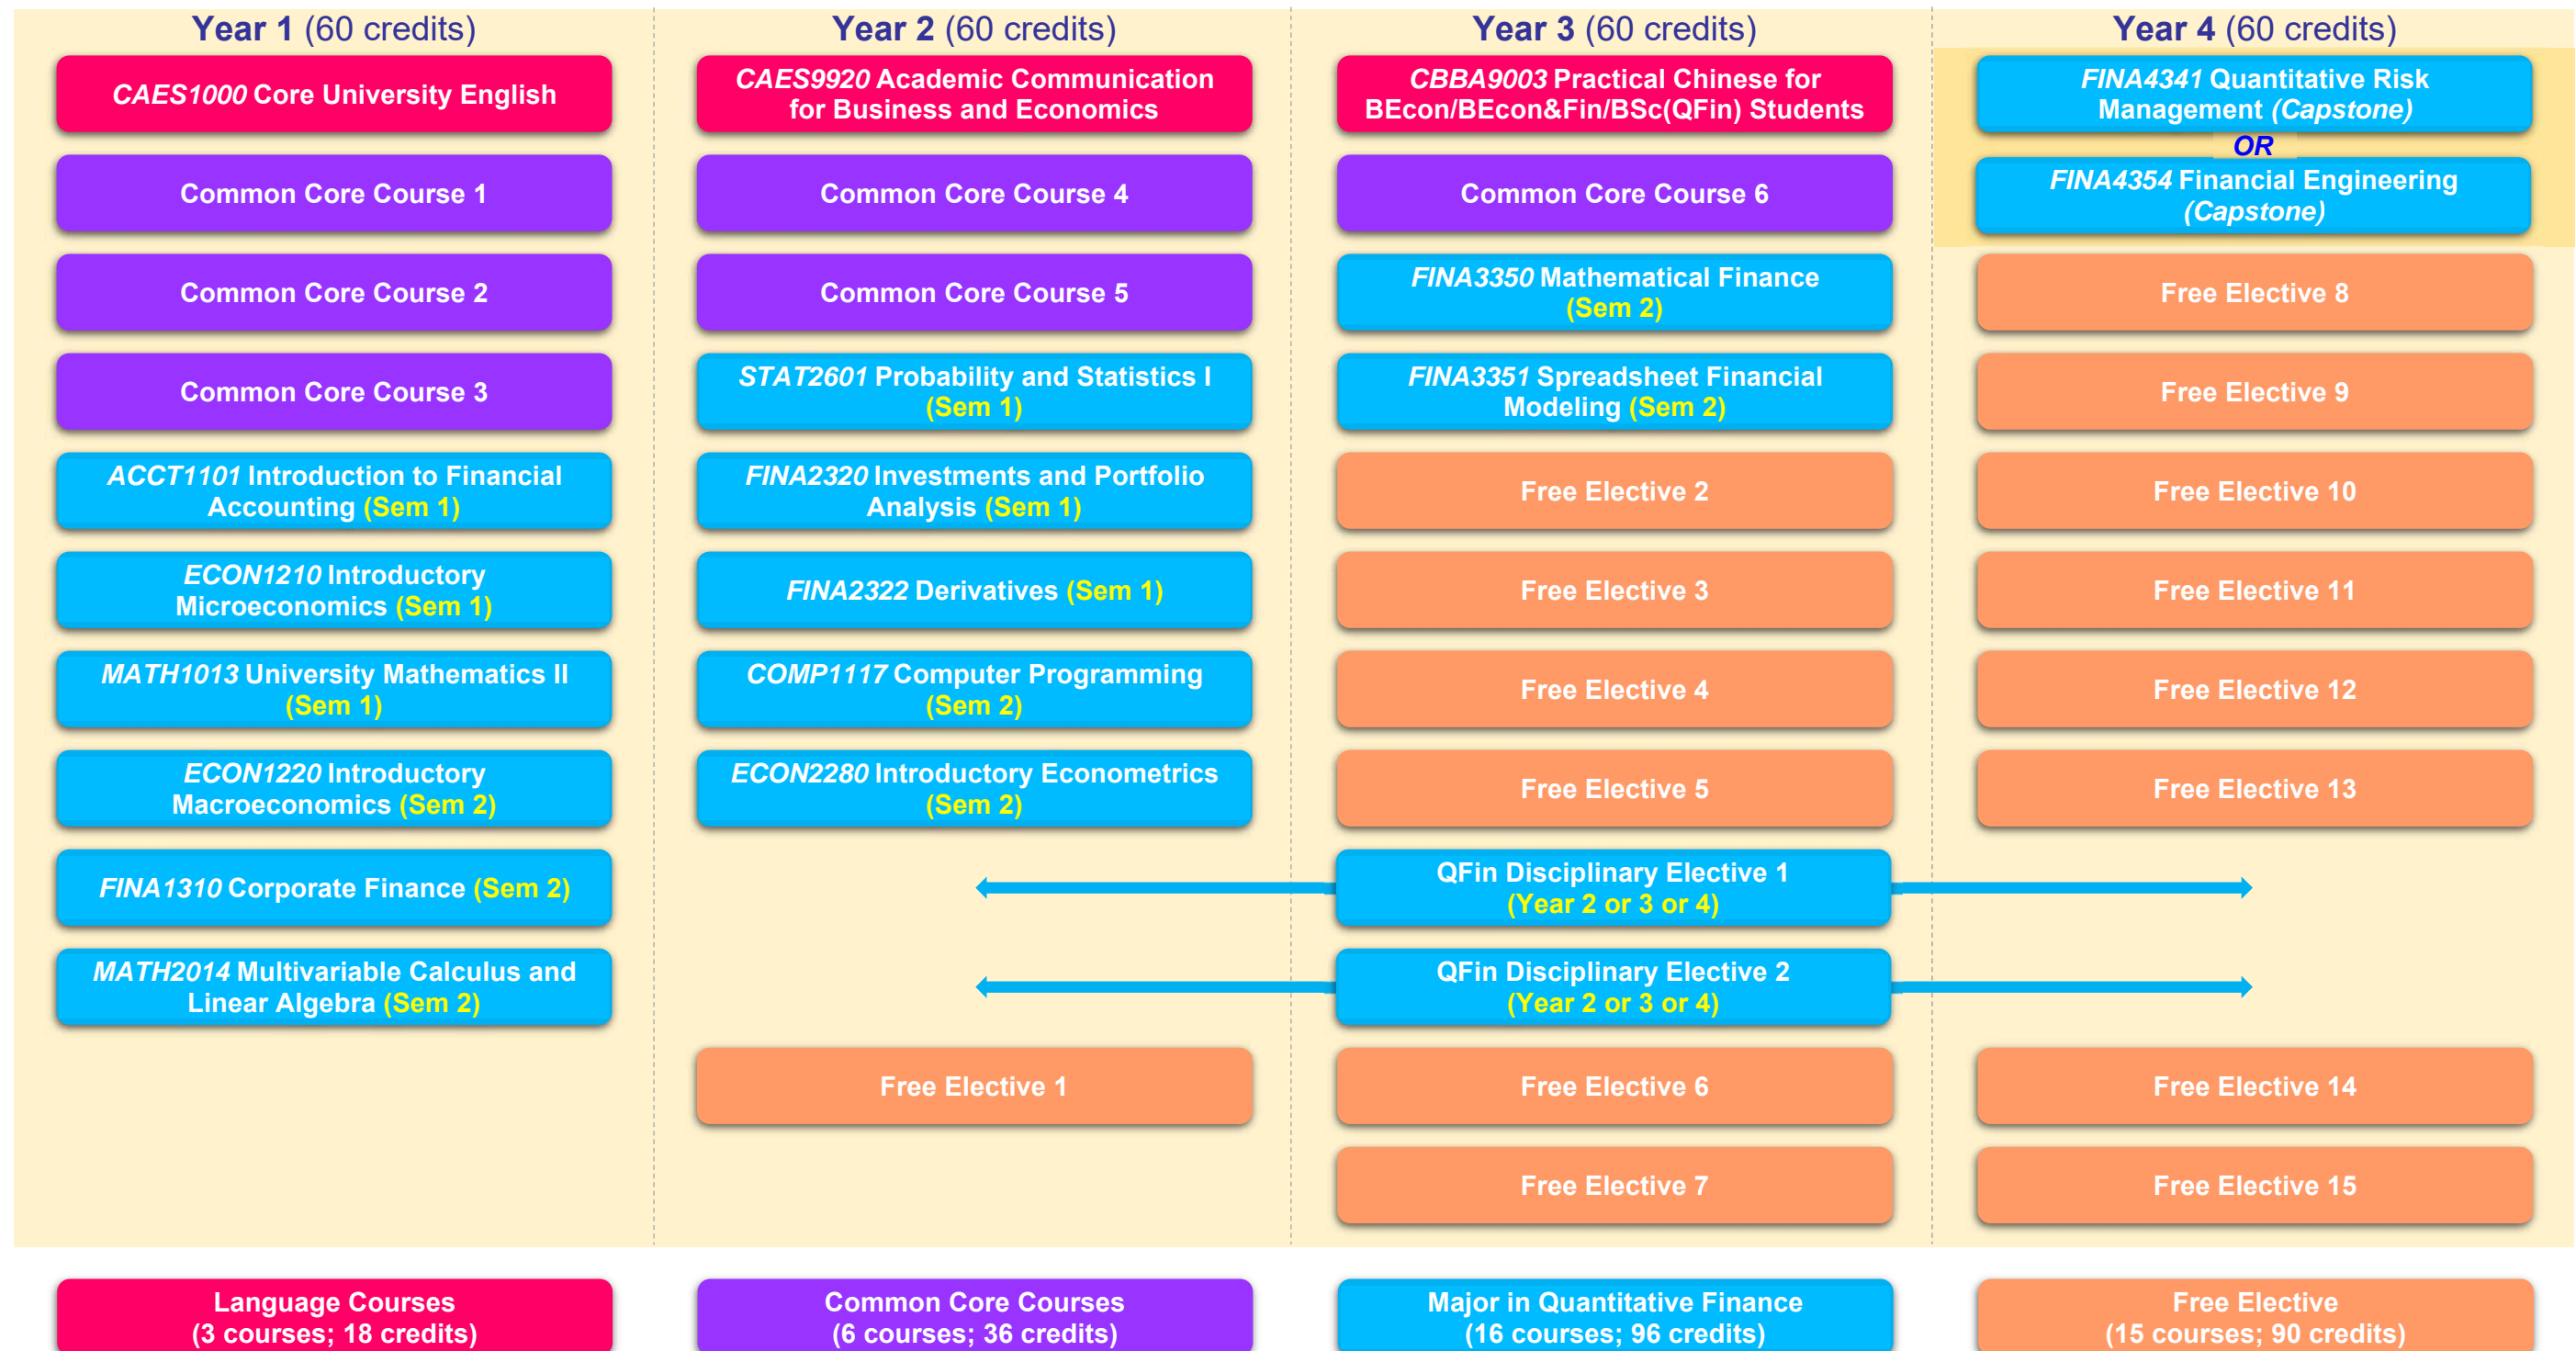 Year 1 (60 credits)
CAES1000 Core University English
Common Core Course 1
Common Core Course 2
Common Core Course 3
ACCT1101 Introduction to Financial
Accounting (Sem 1)
ECON1210 Introductory
Microeconomics (Sem 1)
MATH1013 University Mathematics II
(Sem 1)
ECON1220 Introductory
Macroeconomics (Sem 2)
FINA1310 Corporate Finance (Sem 2)
MATH2014 Multivariable Calculus and
Linear Algebra (Sem 2)
Year 2 (60 credits)
CAES9920 Academic Communication
for Business and Economics
Common Core Course 4
Common Core Course 5
STAT2601 Probability and Statistics I
(Sem 1)
FINA2320 Investments and Portfolio
Analysis (Sem 1)
FINA2322 Derivatives (Sem 1)
COMP1117 Computer Programming
(Sem 2)
ECON2280 Introductory Econometrics
(Sem 2)
Free Elective 1
Year 3 (60 credits)
CBBA9003 Practical Chinese for
BEcon/BEcon&Fin/BSc(QFin) Students
Common Core Course 6
FINA3350 Mathematical Finance
(Sem 2)
FINA3351 Spreadsheet Financial
Modeling (Sem 2)
Free Elective 2
Free Elective 3
Free Elective 4
Free Elective 5
QFin Disciplinary Elective 1
(Year 2 or 3 or 4)
QFin Disciplinary Elective 2
(Year 2 or 3 or 4)
Free Elective 6
Free Elective 7
Year 4 (60 credits)
FINA4341 Quantitative Risk
Management (Capstone)
OR
FINA4354 Financial Engineering
(Capstone)
Free Elective 8
Free Elective 9
Free Elective 10
Free Elective 11
Free Elective 12
Free Elective 13
Free Elective 14
Free Elective 15
Language Courses
(3 courses; 18 credits)
Common Core Courses
(6 courses; 36 credits)
Major in Quantitative Finance
(16 courses; 96 credits)
Free Elective
(15 courses; 90 credits)